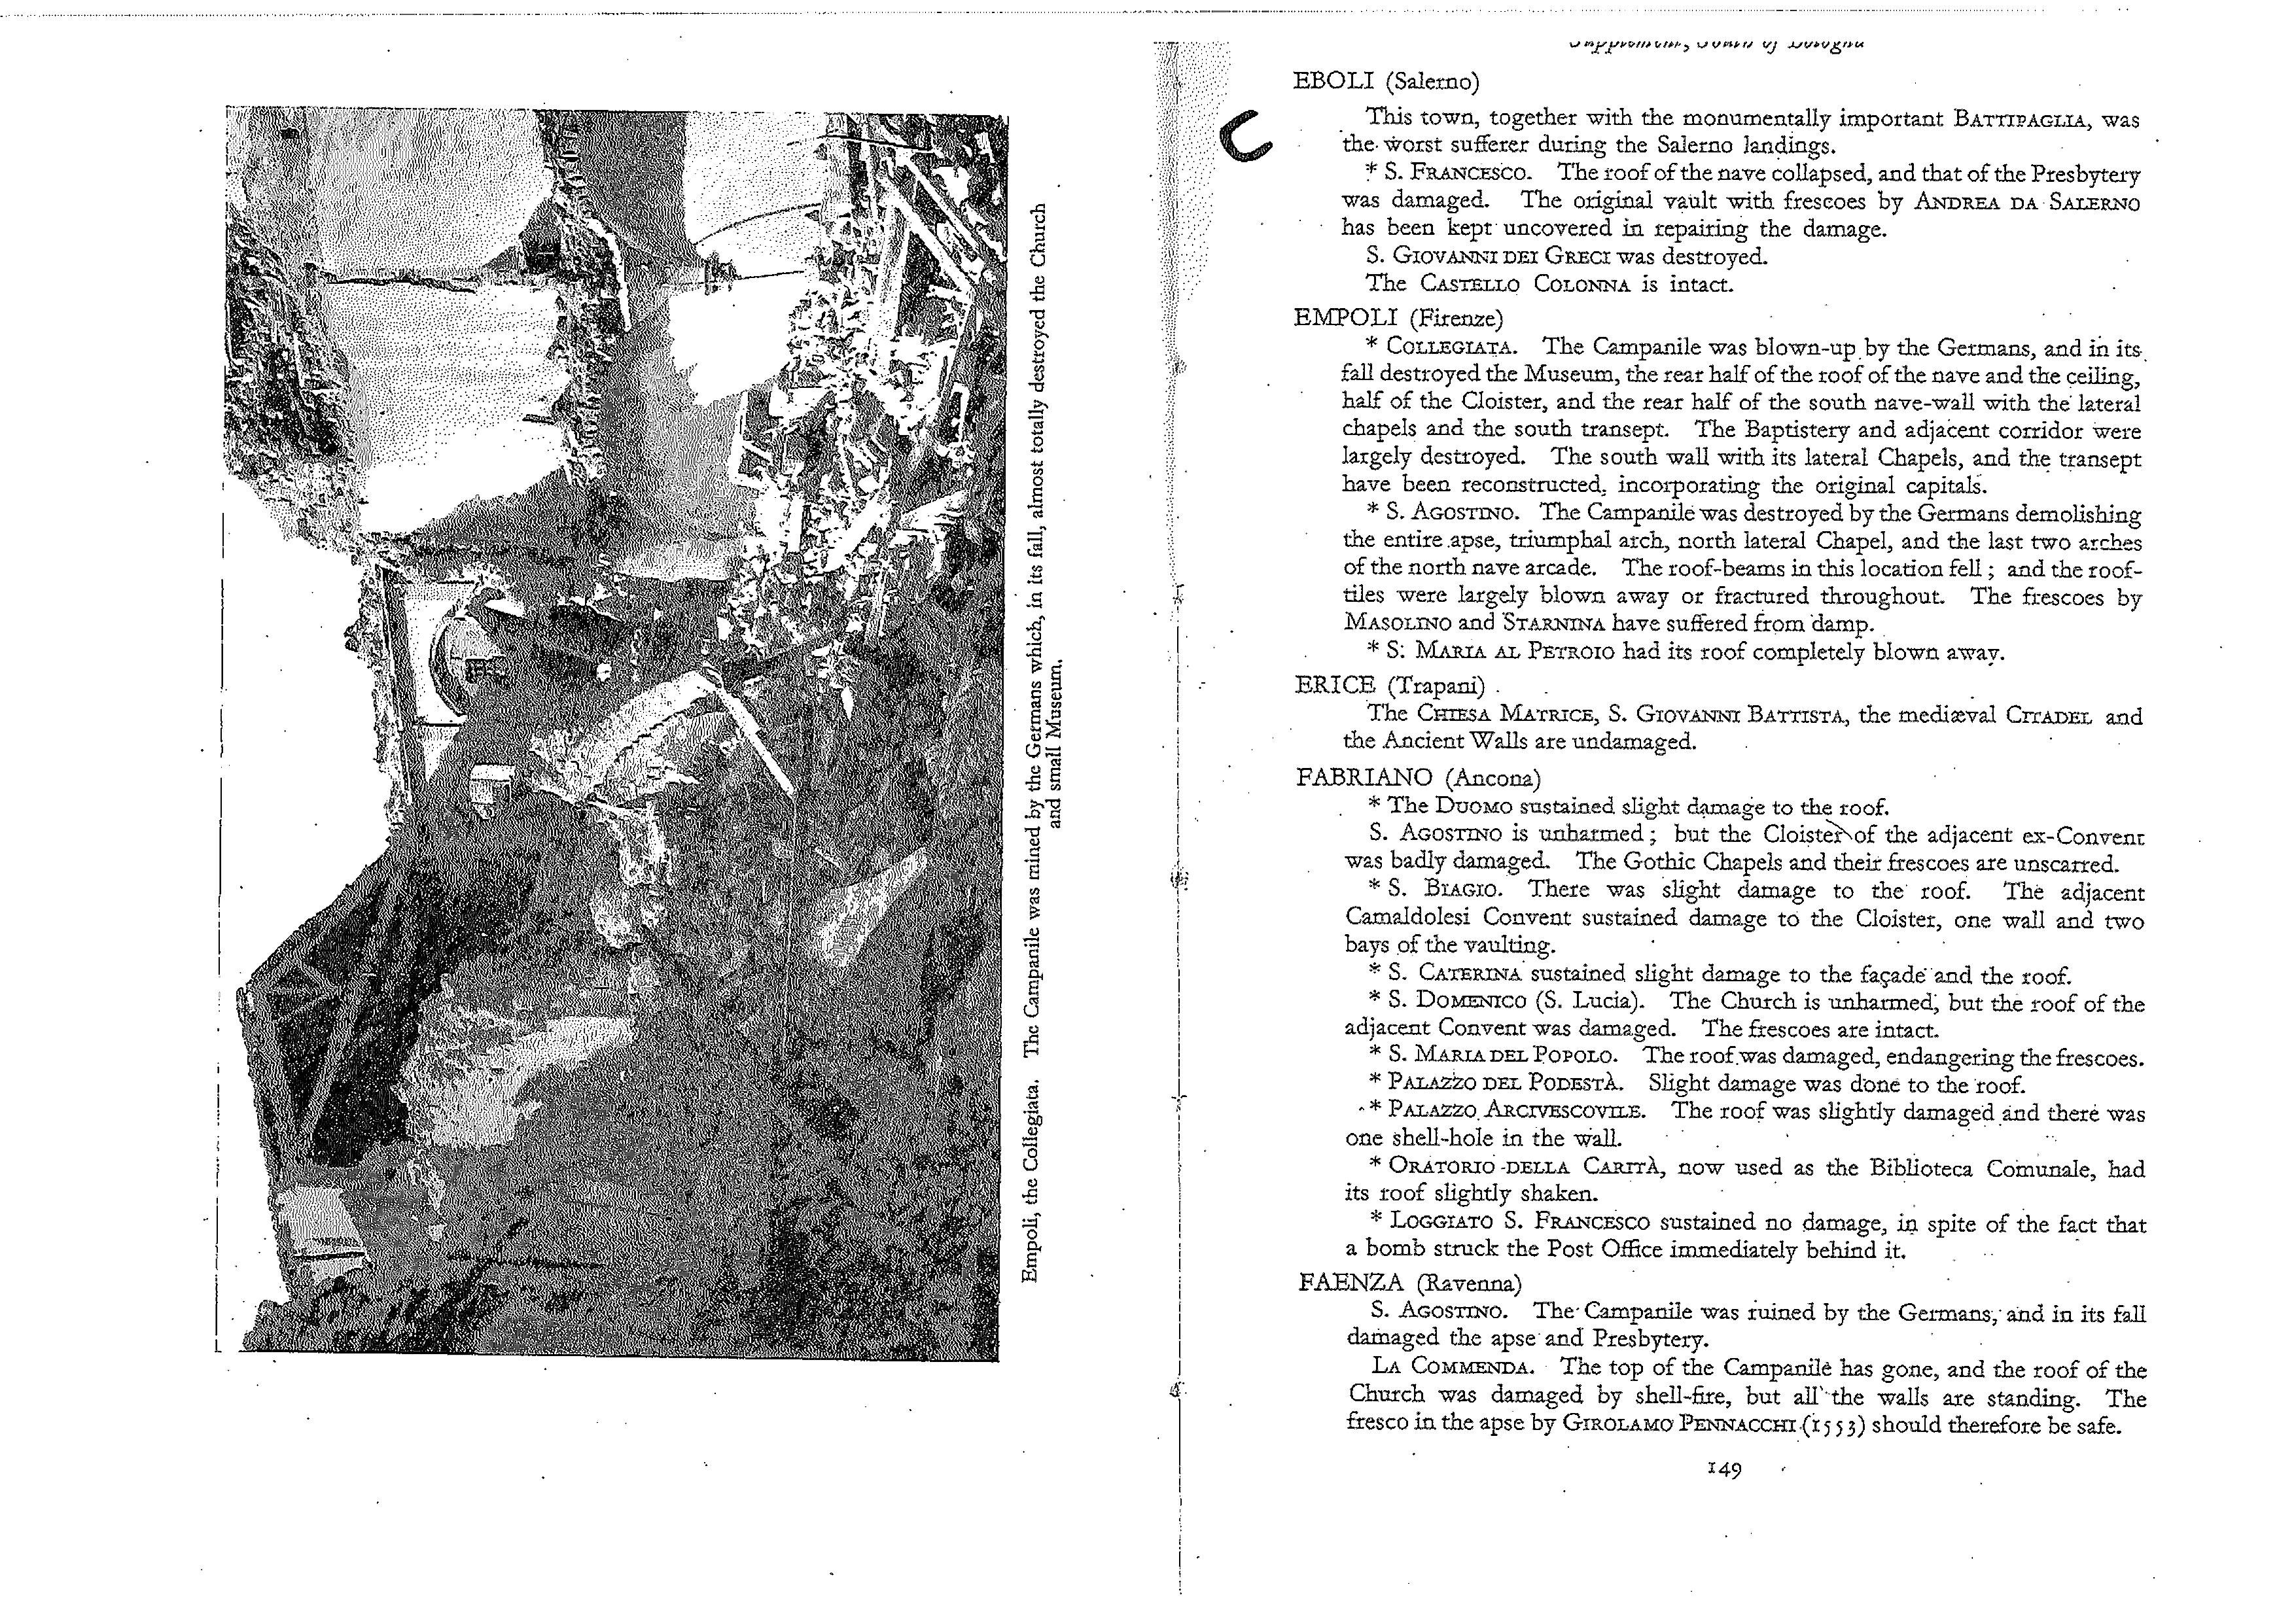 Empoli, the Collegiata. The Campanile was mined by the Germans which, in its fall, almost totally destroyed the Church
and small Museum.
Supplement, South of Bologna
EBOLI (Salerno)
This town, together with the monumentally important BATTIPAGLIA, was
the worst sufferer during the Salerno landings.
* S. FRANCESCO. The roof of the nave collapsed, and that of the Presbytery
was damaged. The original vault with frescoes by ANDREA DA SALERNO
has been kept uncovered in repairing the damage.
S. GIOVANNI DEI GRECI was destroyed.
The CASTELLO COLONNA is intact.
EMPOLI (Firenze)
* COLLEGIATA. The Campanile was blown-up by the Germans, and in its
fall destroyed the Museum, the rear half of the roof of the nave and the ceiling,
half of the Cloister, and the rear half of the south nave-wall with the lateral
chapels and the south transept. The Baptistery and adjacent corridor were
largely destroyed. The south wall with its lateral Chapels, and the transept
have been reconstructed, incorporating the original capitals.
* S. AGOSTINO. The Campanile was destroyed by the Germans demolishing
the entire apse, triumphal arch, north lateral Chapel, and the last two arches
of the north nave arcade. The roof-beams in this location fell ; and the roof-
tiles were largely blown away or fractured throughout. The frescoes by
MASOLINO and STARNINA have suffered from damp.
* S. MARIA AL PETROIO had its roof completely blown away.
ERICE (Trapani)
The CHIESA MATRICE, S. GIOVANNI BATTISTA, the mediæval CITADEL and
the Ancient Walls are undamaged.
FABRIANO (Ancona)
* The DUOMO sustained slight damage to the roof.
S. AGOSTINO is unharmed ; but the Cloister of the adjacent ex-Convent
was badly damaged. The Gothic Chapels and their frescoes are unscarred.
* S. BIAGIO. There was slight damage to the roof. The adjacent
Camaldolesi Convent sustained damage to the Cloister, one wall and two
bays of the vaulting.
* S. CATERINA sustained slight damage to the façade and the roof.
* S. DOMENICO (S. Lucia). The Church is unharmed, but the roof of the
adjacent Convent was damaged. The frescoes are intact.
* S. MARIA DEL POPOLO. The roof was damaged, endangering the frescoes.
* PALAZZO DEL PODESTÀ. Slight damage was done to the roof.
* PALAZZO ARCIVESCOVILE. The roof was slightly damaged and there was
one shell-hole in the wall.
* ORATORIO DELLA CARITÀ, now used as the Biblioteca Comunale, had
its roof slightly shaken.
* LOGGIATO S. FRANCESCO sustained no damage, in spite of the fact that
a bomb struck the Post Office immediately behind it.
FAENZA (Ravenna)
S. AGOSTINO. The Campanile was ruined by the Germans, and in its fall
damaged the apse and Presbytery.
LA COMMENDA. The top of the Campanile has gone, and the roof of the
Church was damaged by shell-fire, but all the walls are standing. The
fresco in the apse by GIROLAMO PENNACCHI (1553) should therefore be safe.
149